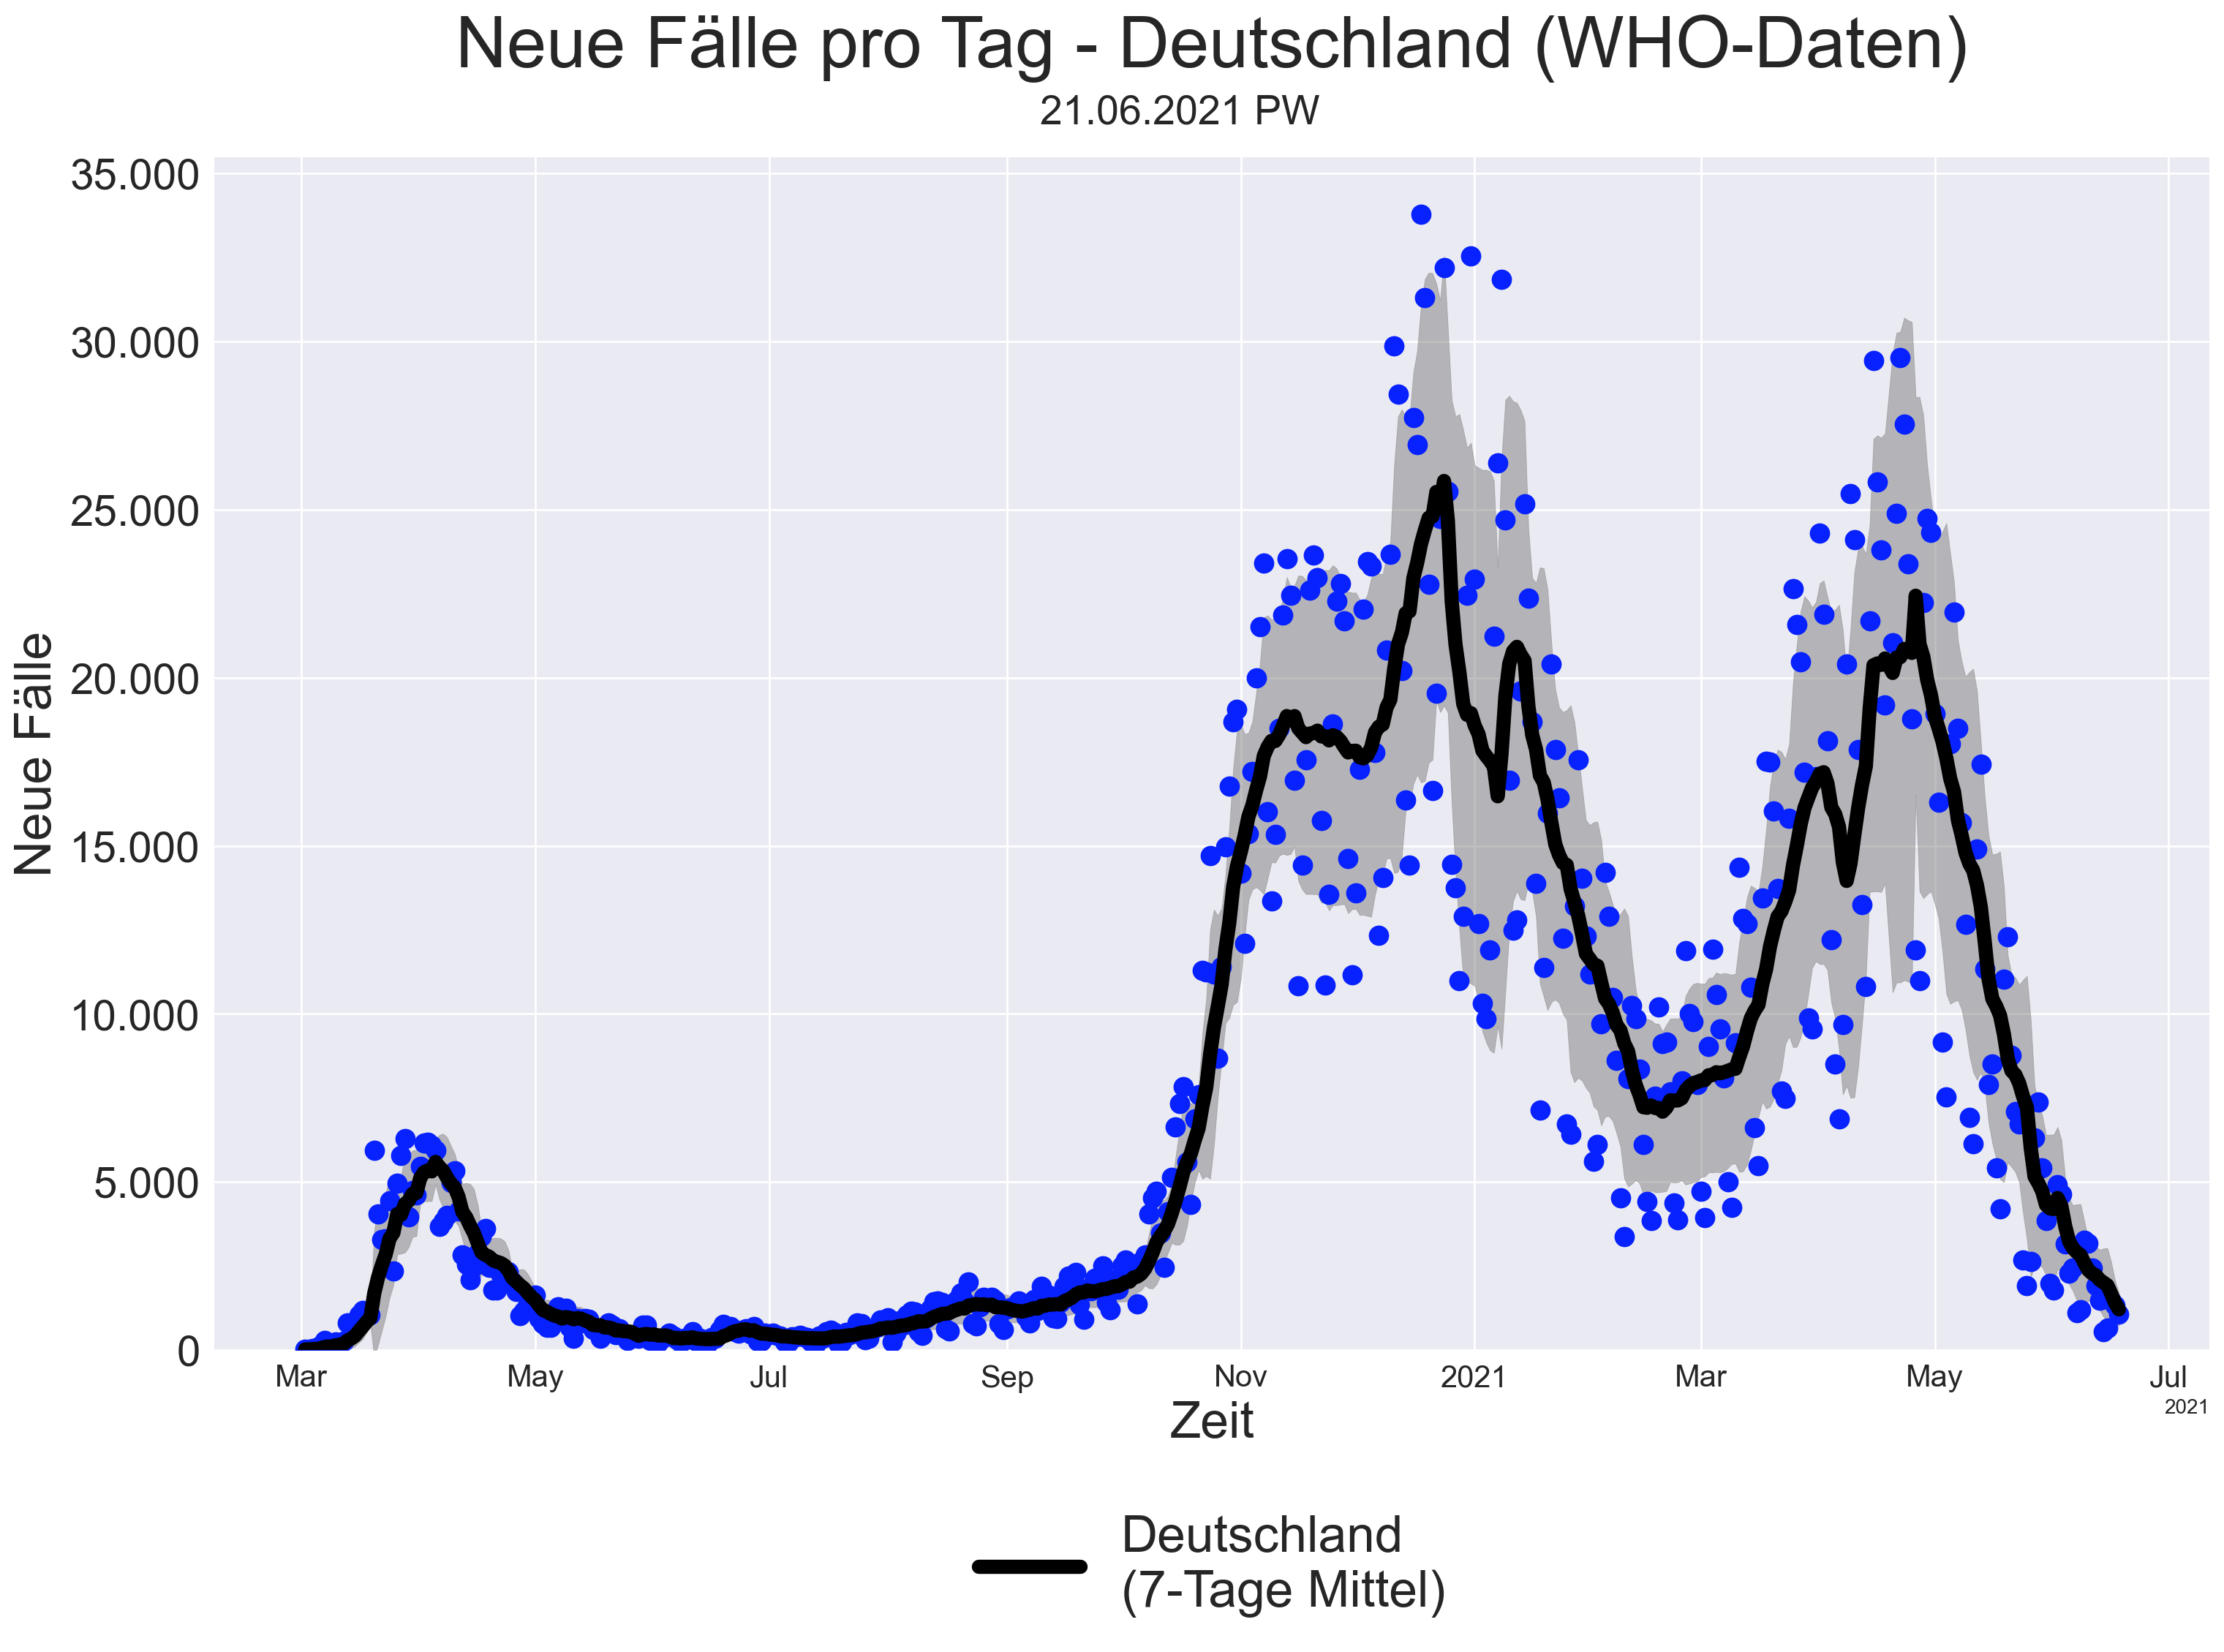 Neue Fälle pro Tag - Deutschland (WHO-Daten)
21.06.2021 PW
35.000
30.000
25.000
20.000
15.000
10.000
5.000
0
Neue Fälle
Mar May Jul Sep Nov 2021 Mar May Jul
2021
Zeit
Deutschland
(7-Tage Mittel)